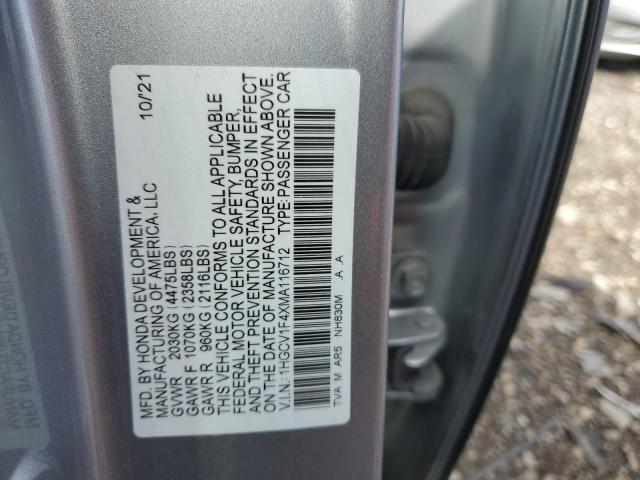 MFD. BY HONDA DEVELOPMENT & 10/21
MANUFACTURING OF AMERICA, LLC
GVWR 2030KG (4475LBS)
GAWR F 1070KG (2358LBS)
GAWR R 960KG (2116LBS)
THIS VEHICLE CONFORMS TO ALL APPLICABLE
FEDERAL MOTOR VEHICLE SAFETY, BUMPER,
AND THEFT PREVENTION STANDARDS IN EFFECT
ON THE DATE OF MANUFACTURE SHOWN ABOVE.
V.I.N.: 1HGCV1F4XMA116712 TYPE: PASSENGER CAR
TVA M AR5 NH830M A A